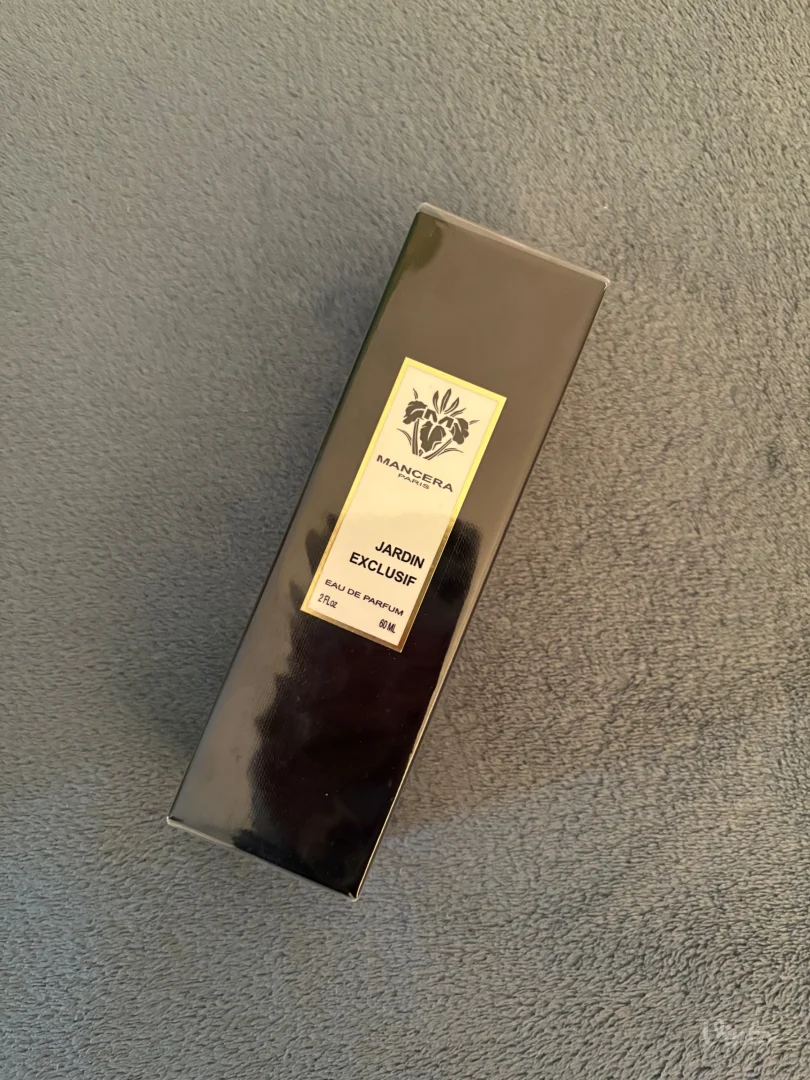 MANCERA
PARIS
JARDIN
EXCLUSIF
EAU DE PARFUM
2 Fl.oz
60 ML